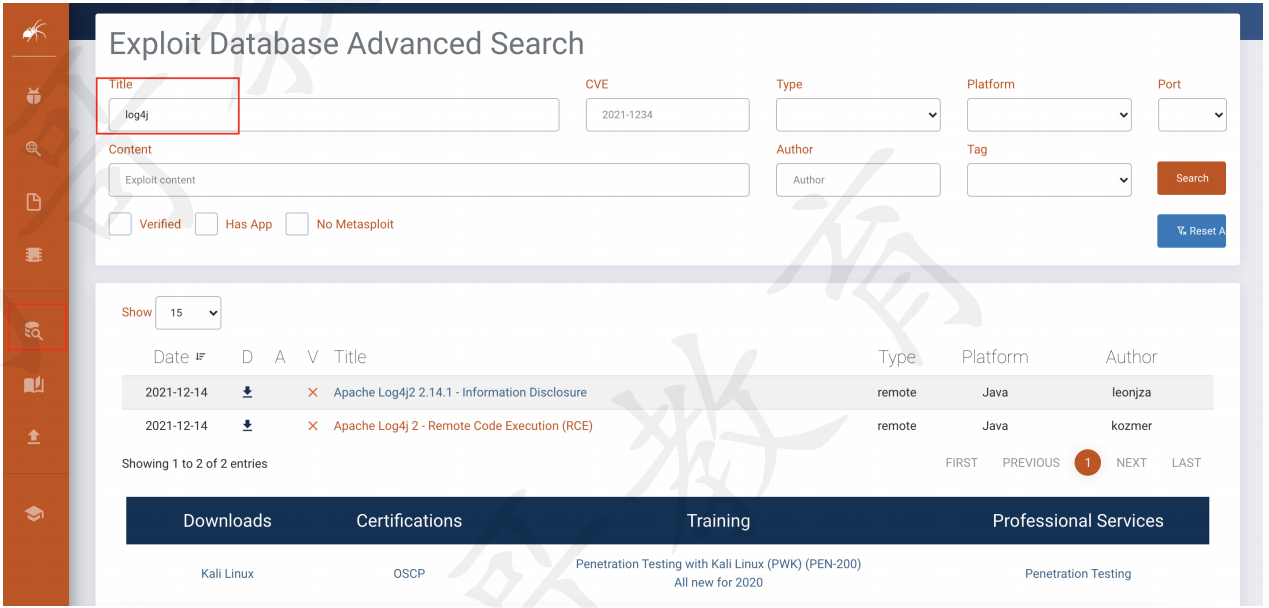 Exploit Database Advanced Search
Title CVE Type Platform Port
log4j 2021-1234
Content Author Tag
Exploit content Author Search
Verified Has App No Metasploit
Reset A
Show 15
Date D A V Title Type Platform Author
2021-12-14 Apache Log4j2 2.14.1 - Information Disclosure remote Java leonjza
2021-12-14 Apache Log4j 2 - Remote Code Execution (RCE) remote Java kozmer
Showing 1 to 2 of 2 entries FIRST PREVIOUS 1 NEXT LAST
Downloads Certifications Training Professional Services
Kali Linux OSCP Penetration Testing with Kali Linux (PWK) (PEN-200) Penetration Testing
All new for 2020
哥教育